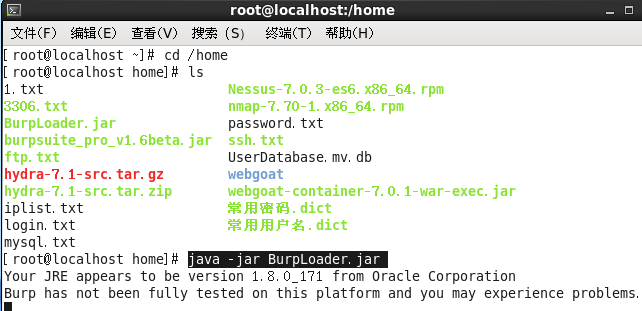 root@localhost:/home
文件(F) 编辑(E) 查看(V) 搜索 (S) 终端(T) 帮助(H)
[root@localhost ~]# cd /home
[root@localhost home]# ls
1.txt Nessus-7.0.3-es6.x86_64.rpm
3306.txt nmap-7.70-1.x86_64.rpm
BurpLoader.jar password.txt
burpsuite_pro_v1.6beta.jar ssh.txt
ftp.txt UserDatabase.mv.db
hydra-7.1-src.tar.gz webgoat
hydra-7.1-src.tar.zip webgoat-container-7.0.1-war-exec.jar
iplist.txt 常用密码.dict
login.txt 常用用户名.dict
mysql.txt
[root@localhost home]# java -jar BurpLoader.jar
Your JRE appears to be version 1.8.0_171 from Oracle Corporation
Burp has not been fully tested on this platform and you may experience problems.